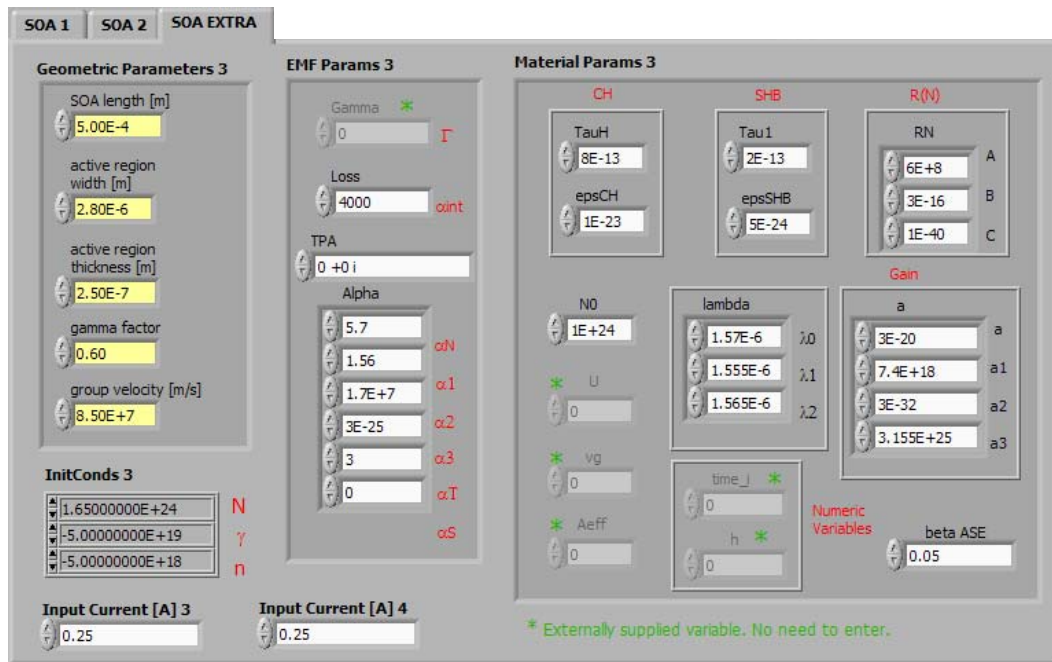 SOA 1
SOA 2
SOA EXTRA
Geometric Parameters 3
SOA length [m]
5.00E-4
active region
width [m]
2.80E-6
active region
thickness [m]
2.50E-7
gamma factor
0.60
group velocity [m/s]
8.50E+7
InitConds 3
1.65000000E+24
N
-5.00000000E+19
γ
-5.00000000E+18
n
Input Current [A] 3
0.25
Input Current [A] 4
0.25
EMF Params 3
Gamma *
0
Γ
Loss
4000
αint
TPA
0 +0 i
Alpha
5.7
αN
1.56
α1
1.7E+7
α2
3E-25
α3
3
αT
0
αS
Material Params 3
CH
TauH
8E-13
epsCH
1E-23
SHB
Tau1
2E-13
epsSHB
5E-24
R(N)
RN
6E+8
A
3E-16
B
1E-40
C
N0
1E+24
* U
0
* vg
0
* Aeff
0
lambda
1.57E-6
λ0
1.555E-6
λ1
1.565E-6
λ2
Gain
a
3E-20
a
7.4E+18
a1
3E-32
a2
3.155E+25
a3
time_i *
0
h *
0
Numeric
Variables
beta ASE
0.05
* Externally supplied variable. No need to enter.